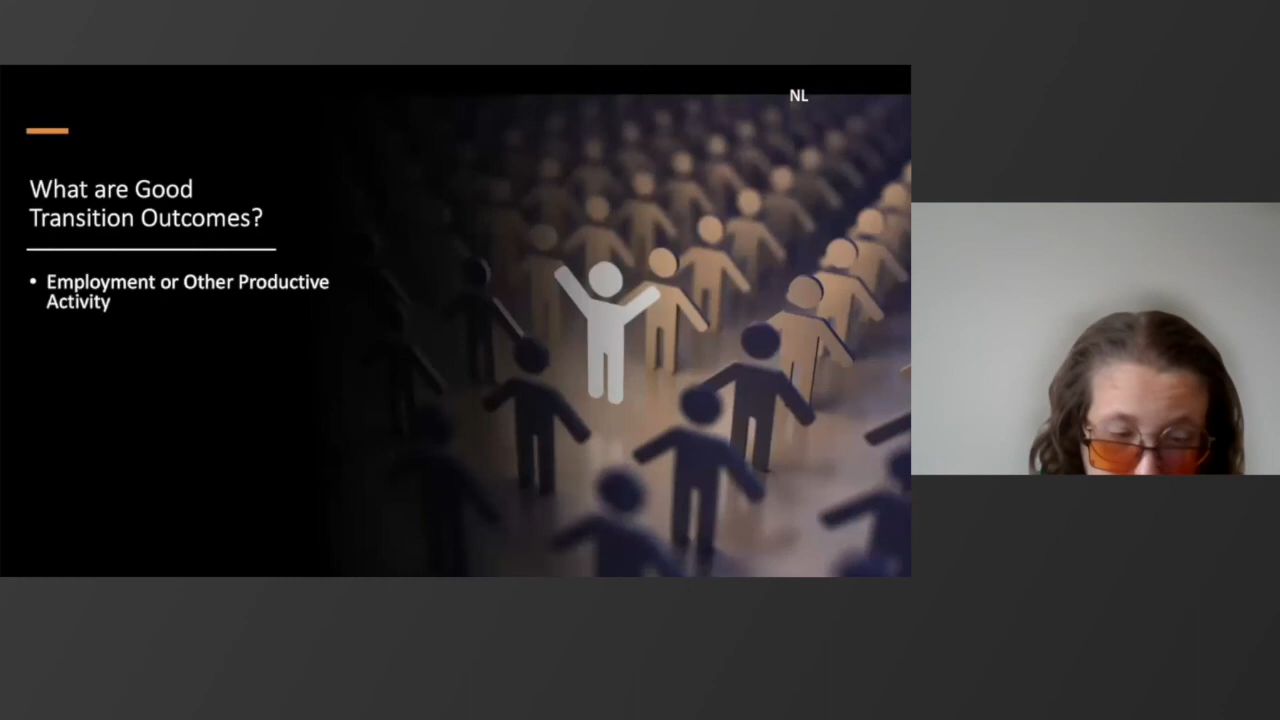 NL
What are Good
Transition Outcomes?
• Employment or Other Productive
Activity